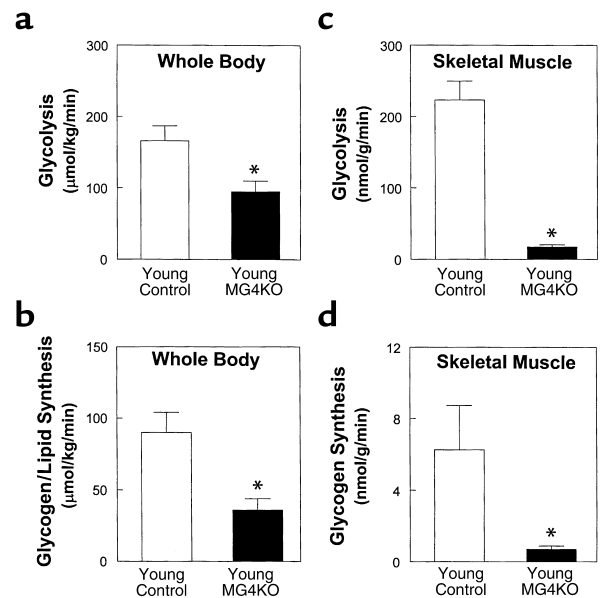 a
Whole Body
Glycolysis
(μmol/kg/min)
300
200
100
0
*
Young
Control
Young
MG4KO
c
Skeletal Muscle
Glycolysis
(nmol/g/min)
300
200
100
0
*
Young
Control
Young
MG4KO
b
Whole Body
Glycogen/Lipid Synthesis
(μmol/kg/min)
150
100
50
0
*
Young
Control
Young
MG4KO
d
Skeletal Muscle
Glycogen Synthesis
(nmol/g/min)
12
8
4
0
*
Young
Control
Young
MG4KO